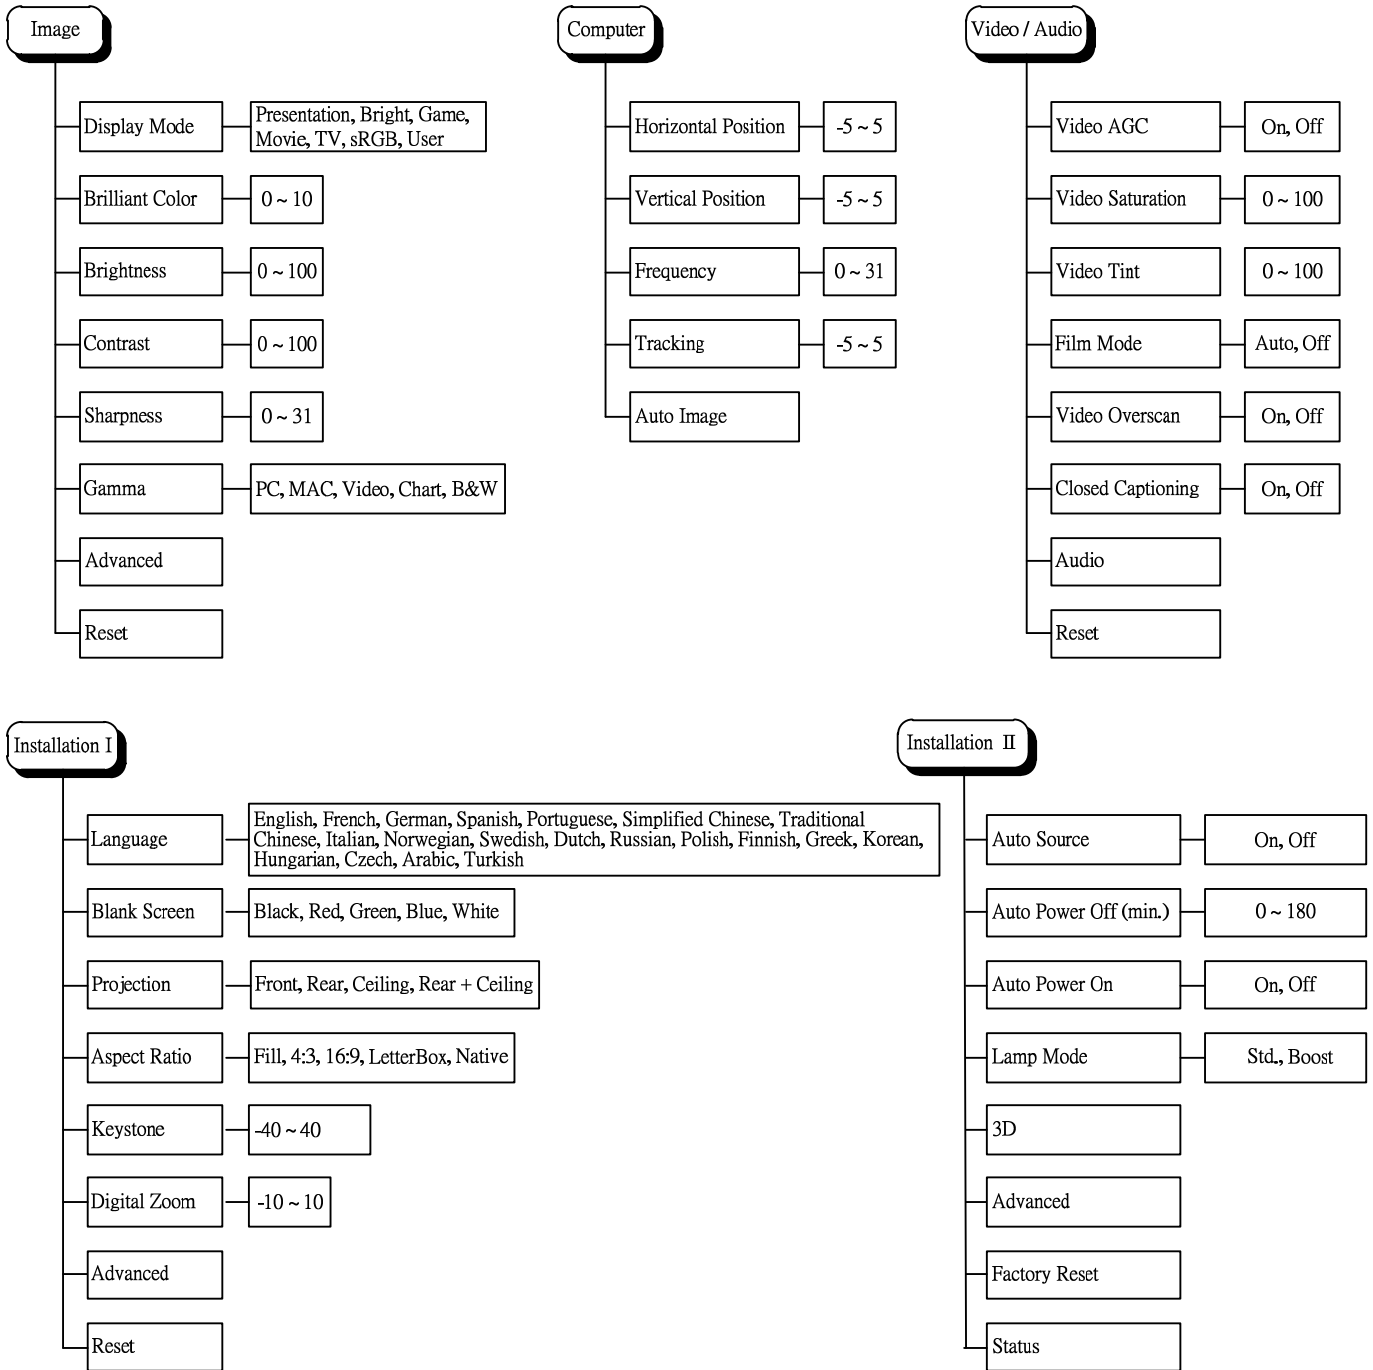 Image
Display Mode
Presentation, Bright, Game,
Movie, TV, sRGB, User
Brilliant Color
0 ~ 10
Brightness
0 ~ 100
Contrast
0 ~ 100
Sharpness
0 ~ 31
Gamma
PC, MAC, Video, Chart, B&W
Advanced
Reset
Computer
Horizontal Position
-5 ~ 5
Vertical Position
-5 ~ 5
Frequency
0 ~ 31
Tracking
-5 ~ 5
Auto Image
Video / Audio
Video AGC
On, Off
Video Saturation
0 ~ 100
Video Tint
0 ~ 100
Film Mode
Auto, Off
Video Overscan
On, Off
Closed Captioning
On, Off
Audio
Reset
Installation I
Language
English, French, German, Spanish, Portuguese, Simplified Chinese, Traditional
Chinese, Italian, Norwegian, Swedish, Dutch, Russian, Polish, Finnish, Greek, Korean,
Hungarian, Czech, Arabic, Turkish
Blank Screen
Black, Red, Green, Blue, White
Projection
Front, Rear, Ceiling, Rear + Ceiling
Aspect Ratio
Fill, 4:3, 16:9, LetterBox, Native
Keystone
-40 ~ 40
Digital Zoom
-10 ~ 10
Advanced
Reset
Installation II
Auto Source
On, Off
Auto Power Off (min.)
0 ~ 180
Auto Power On
On, Off
Lamp Mode
Std., Boost
3D
Advanced
Factory Reset
Status